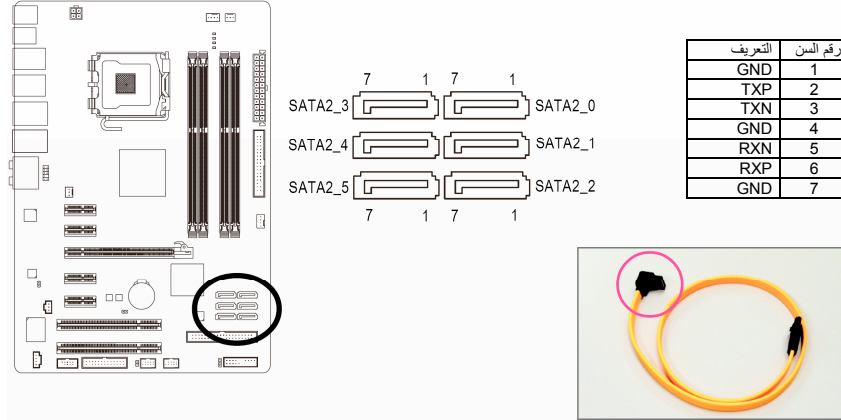 7 1 7 1
SATA2_3 SATA2_0
SATA2_4 SATA2_1
SATA2_5 SATA2_2
7 1 7 1
رقم السن التعريف
1 GND
2 TXP
3 TXN
4 GND
5 RXN
6 RXP
7 GND